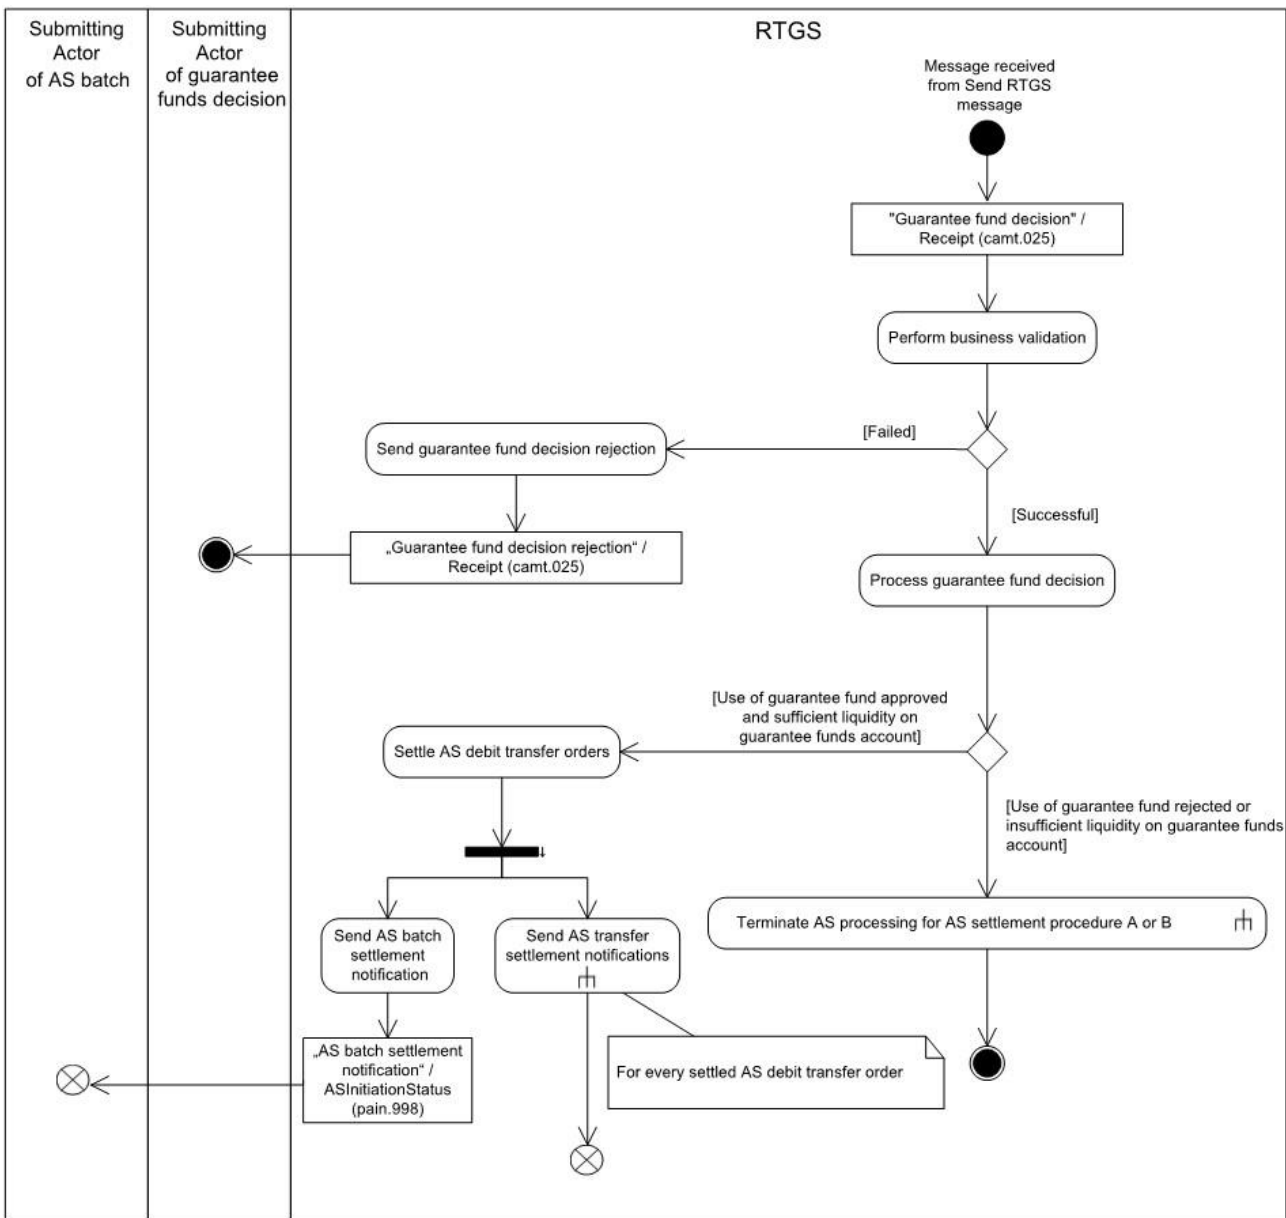 Submitting
Actor
of AS batch
Submitting
Actor
of guarantee
funds decision
RTGS
Message received
from Send RTGS
message
"Guarantee fund decision" /
Receipt (camt.025)
Perform business validation
[Failed]
Send guarantee fund decision rejection
[Successful]
„Guarantee fund decision rejection“ /
Receipt (camt.025)
Process guarantee fund decision
[Use of guarantee fund approved
and sufficient liquidity on
guarantee funds account]
Settle AS debit transfer orders
[Use of guarantee fund rejected or
insufficient liquidity on guarantee funds
account]
Terminate AS processing for AS settlement procedure A or B
Send AS batch
settlement
notification
Send AS transfer
settlement notifications
„AS batch settlement
notification“ /
ASInitiationStatus
(pain.998)
For every settled AS debit transfer order